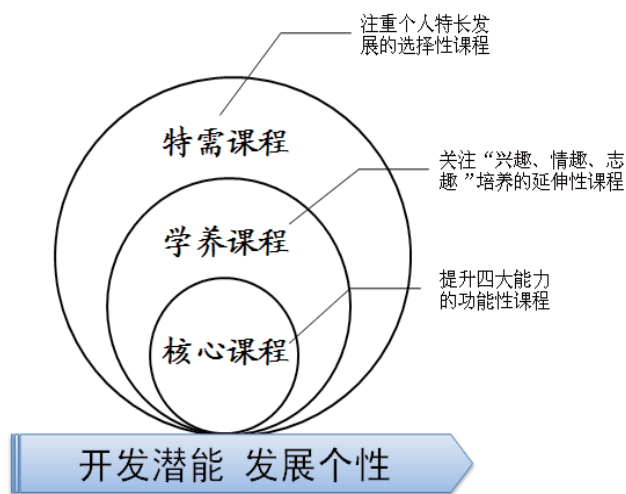 注重个人特长发
展的选择性课程
特需课程
关注“兴趣、情趣、志
趣”培养的延伸性课程
学养课程
提升四大能力
的功能性课程
核心课程
开发潜能 发展个性